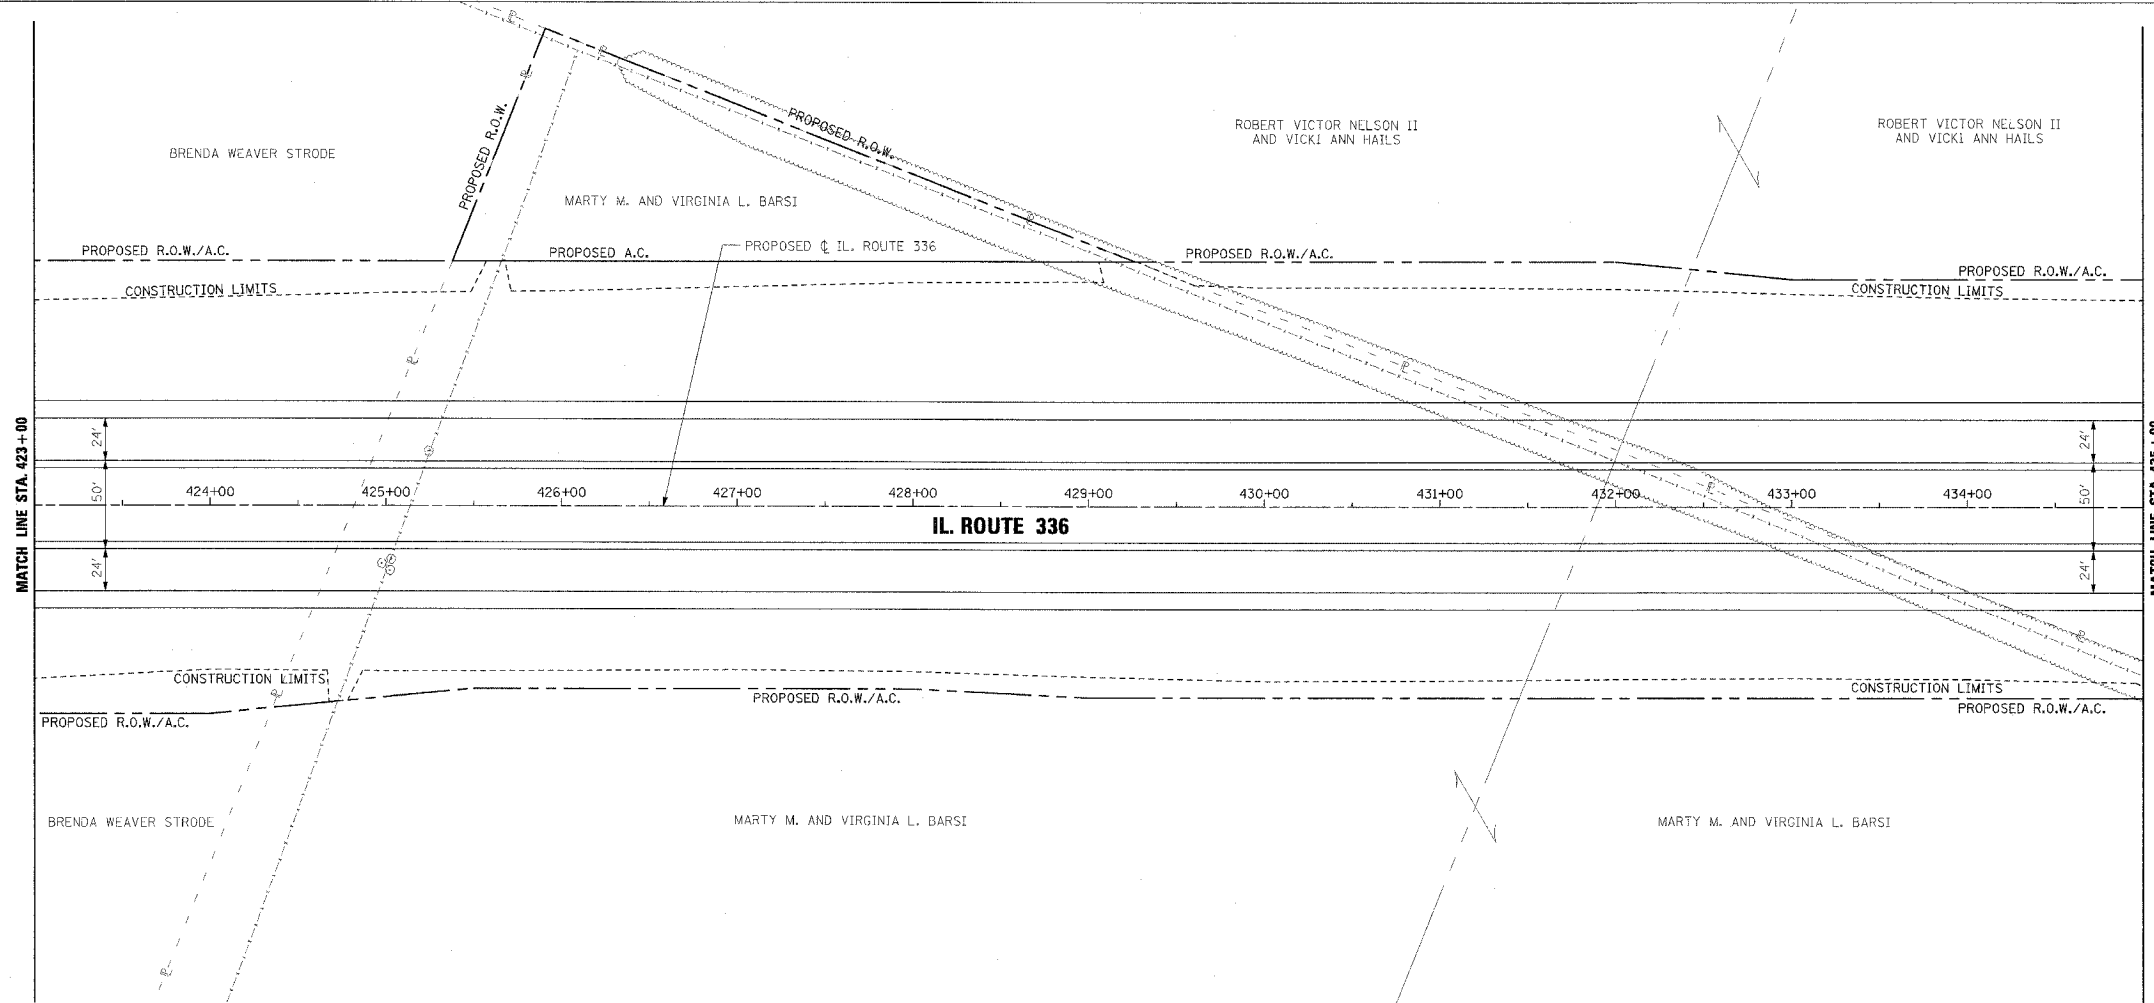 BRENDA WEAVER STRODE
PROPOSED R.O.W.
PROPOSED R.O.W.
ROBERT VICTOR NELSON II
AND VICKI ANN HAILS
ROBERT VICTOR NELSON II
AND VICKI ANN HAILS
MARTY M. AND VIRGINIA L. BARSI
PROPOSED R.O.W./A.C.
PROPOSED A.C.
PROPOSED ℄ IL. ROUTE 336
PROPOSED R.O.W./A.C.
PROPOSED R.O.W./A.C.
CONSTRUCTION LIMITS
CONSTRUCTION LIMITS
MATCH LINE STA. 423+00
24'
50'
24'
424+00
425+00
426+00
427+00
428+00
429+00
430+00
431+00
432+00
433+00
434+00
IL. ROUTE 336
24'
50'
24'
CONSTRUCTION LIMITS
PROPOSED R.O.W./A.C.
PROPOSED R.O.W./A.C.
CONSTRUCTION LIMITS
PROPOSED R.O.W./A.C.
BRENDA WEAVER STRODE
MARTY M. AND VIRGINIA L. BARSI
MARTY M. AND VIRGINIA L. BARSI